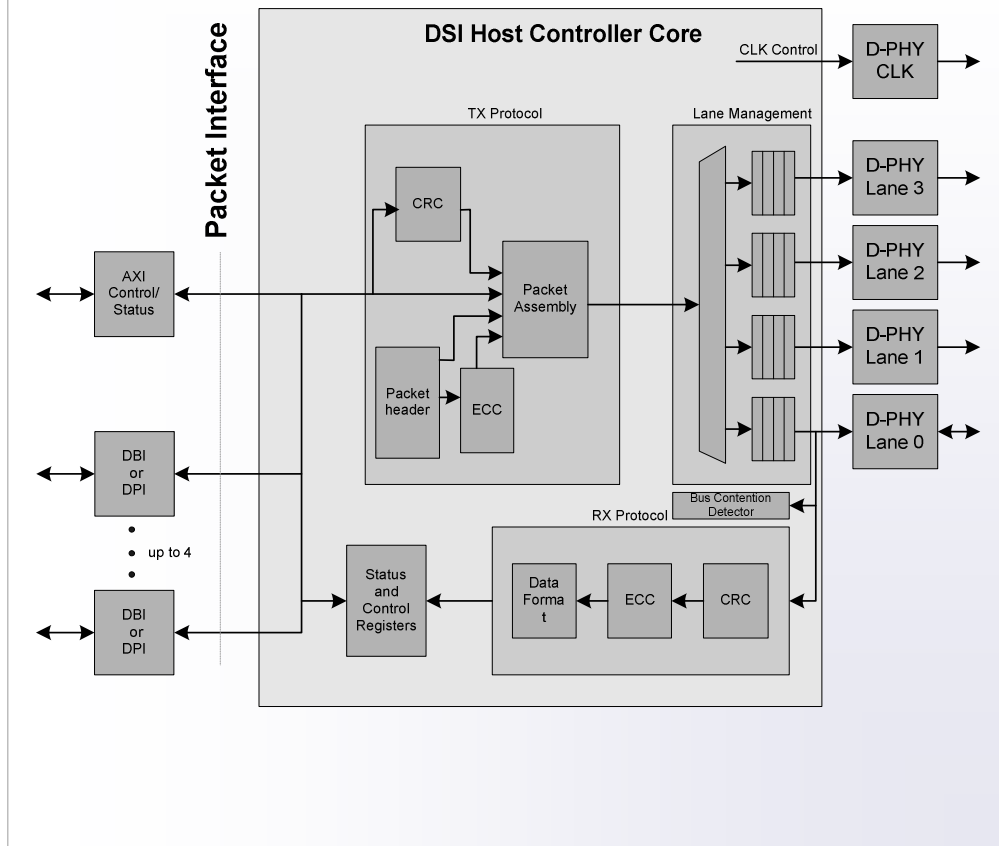 DSI Host Controller Core
Packet Interface
CLK Control
D-PHY
CLK
TX Protocol
Lane Management
CRC
D-PHY
Lane 3
AXI
Control/
Status
Packet
Assembly
D-PHY
Lane 2
D-PHY
Lane 1
Packet
header
ECC
D-PHY
Lane 0
DBI
or
DPI
Bus Contention
Detector
RX Protocol
up to 4
Status
and
Control
Registers
Data
Forma
t
ECC
CRC
DBI
or
DPI